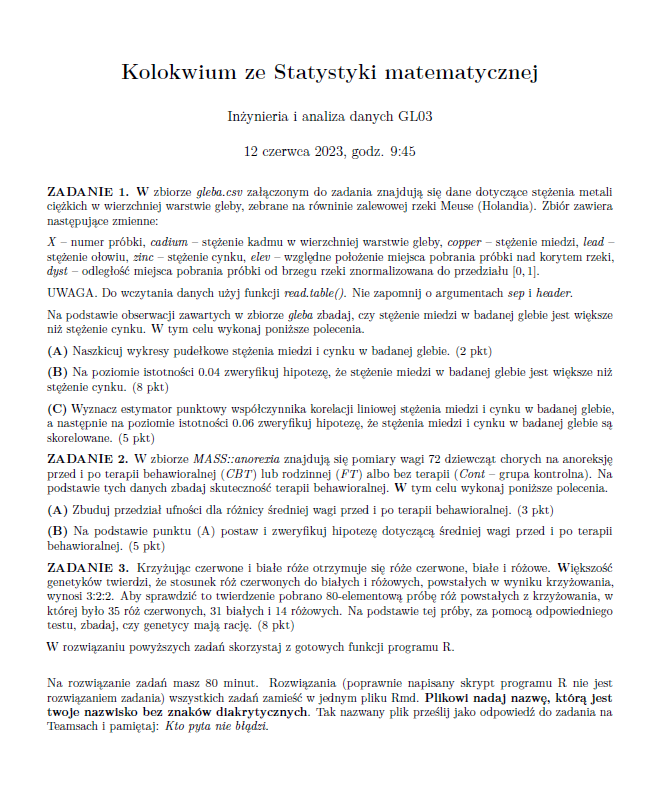 Kolokwium ze Statystyki matematycznej
Inżynieria i analiza danych GL03
12 czerwca 2023, godz. 9:45
ZADANIE 1. W zbiorze gleba.csv załączonym do zadania znajdują się dane dotyczące stężenia metali
ciężkich w wierzchniej warstwie gleby, zebrane na równinie zalewowej rzeki Meuse (Holandia). Zbiór zawiera
następujące zmienne:
X – numer próbki, cadium – stężenie kadmu w wierzchniej warstwie gleby, copper – stężenie miedzi, lead –
stężenie ołowiu, zinc – stężenie cynku, elev – względne położenie miejsca pobrania próbki nad korytem rzeki,
dyst – odległość miejsca pobrania próbki od brzegu rzeki znormalizowana do przedziału [0, 1].
UWAGA. Do wczytania danych użyj funkcji read.table(). Nie zapomnij o argumentach sep i header.
Na podstawie obserwacji zawartych w zbiorze gleba zbadaj, czy stężenie miedzi w badanej glebie jest większe
niż stężenie cynku. W tym celu wykonaj poniższe polecenia.
(A) Naszkicuj wykresy pudełkowe stężenia miedzi i cynku w badanej glebie. (2 pkt)
(B) Na poziomie istotności 0.04 zweryfikuj hipotezę, że stężenie miedzi w badanej glebie jest większe niż
stężenie cynku. (8 pkt)
(C) Wyznacz estymator punktowy współczynnika korelacji liniowej stężenia miedzi i cynku w badanej glebie,
a następnie na poziomie istotności 0.06 zweryfikuj hipotezę, że stężenia miedzi i cynku w badanej glebie są
skorelowane. (5 pkt)
ZADANIE 2. W zbiorze MASS::anorexia znajdują się pomiary wagi 72 dziewcząt chorych na anoreksję
przed i po terapii behawioralnej (CBT) lub rodzinnej (FT) albo bez terapii (Cont – grupa kontrolna). Na
podstawie tych danych zbadaj skuteczność terapii behawioralnej. W tym celu wykonaj poniższe polecenia.
(A) Zbuduj przedział ufności dla różnicy średniej wagi przed i po terapii behawioralnej. (3 pkt)
(B) Na podstawie punktu (A) postaw i zweryfikuj hipotezę dotyczącą średniej wagi przed i po terapii
behawioralnej. (5 pkt)
ZADANIE 3. Krzyżując czerwone i białe róże otrzymuje się róże czerwone, białe i różowe. Większość
genetyków twierdzi, że stosunek róż czerwonych do białych i różowych, powstałych w wyniku krzyżowania,
wynosi 3:2:2. Aby sprawdzić to twierdzenie pobrano 80-elementową próbę róż powstałych z krzyżowania, w
której było 35 róż czerwonych, 31 białych i 14 różowych. Na podstawie tej próby, za pomocą odpowiedniego
testu, zbadaj, czy genetycy mają rację. (8 pkt)
W rozwiązaniu powyższych zadań skorzystaj z gotowych funkcji programu R.
Na rozwiązanie zadań masz 80 minut. Rozwiązania (poprawnie napisany skrypt programu R nie jest
rozwiązaniem zadania) wszystkich zadań zamieść w jednym pliku Rmd. Plikowi nadaj nazwę, którą jest
twoje nazwisko bez znaków diakrytycznych. Tak nazwany plik prześlij jako odpowiedź do zadania na
Teamsach i pamiętaj: Kto pyta nie błądzi.